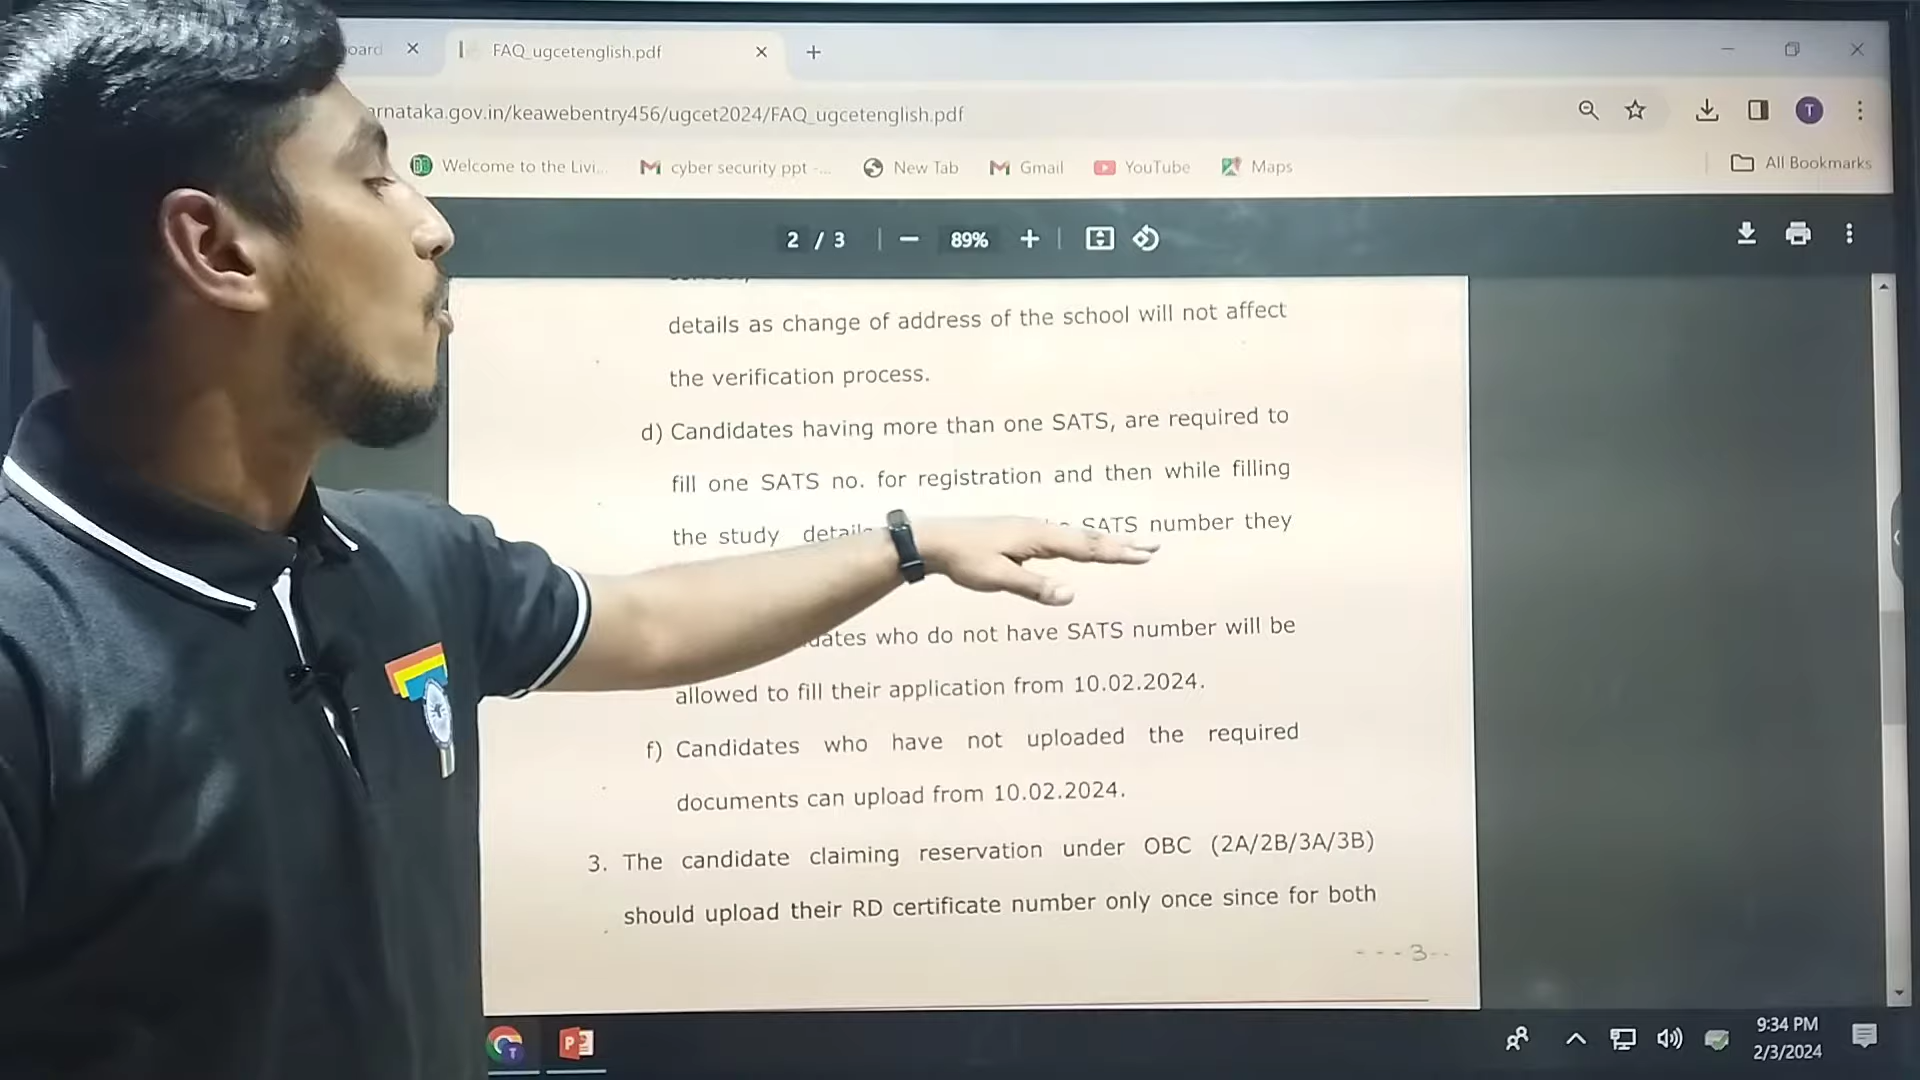 oard
FAQ_ugcetenglish.pdf
arnataka.gov.in/keawebentry456/ugcet2024/FAQ_ugcetenglish.pdf
T
Welcome to the Livi...
cyber security ppt -...
New Tab
Gmail
YouTube
Maps
All Bookmarks
2 / 3
89%
details as change of address of the school will not affect
the verification process.
d) Candidates having more than one SATS, are required to
fill one SATS no. for registration and then while filling
the study details SATS number they
dates who do not have SATS number will be
allowed to fill their application from 10.02.2024.
f) Candidates who have not uploaded the required
documents can upload from 10.02.2024.
3. The candidate claiming reservation under OBC (2A/2B/3A/3B)
should upload their RD certificate number only once since for both
- - - 3 - -
9:34 PM
2/3/2024